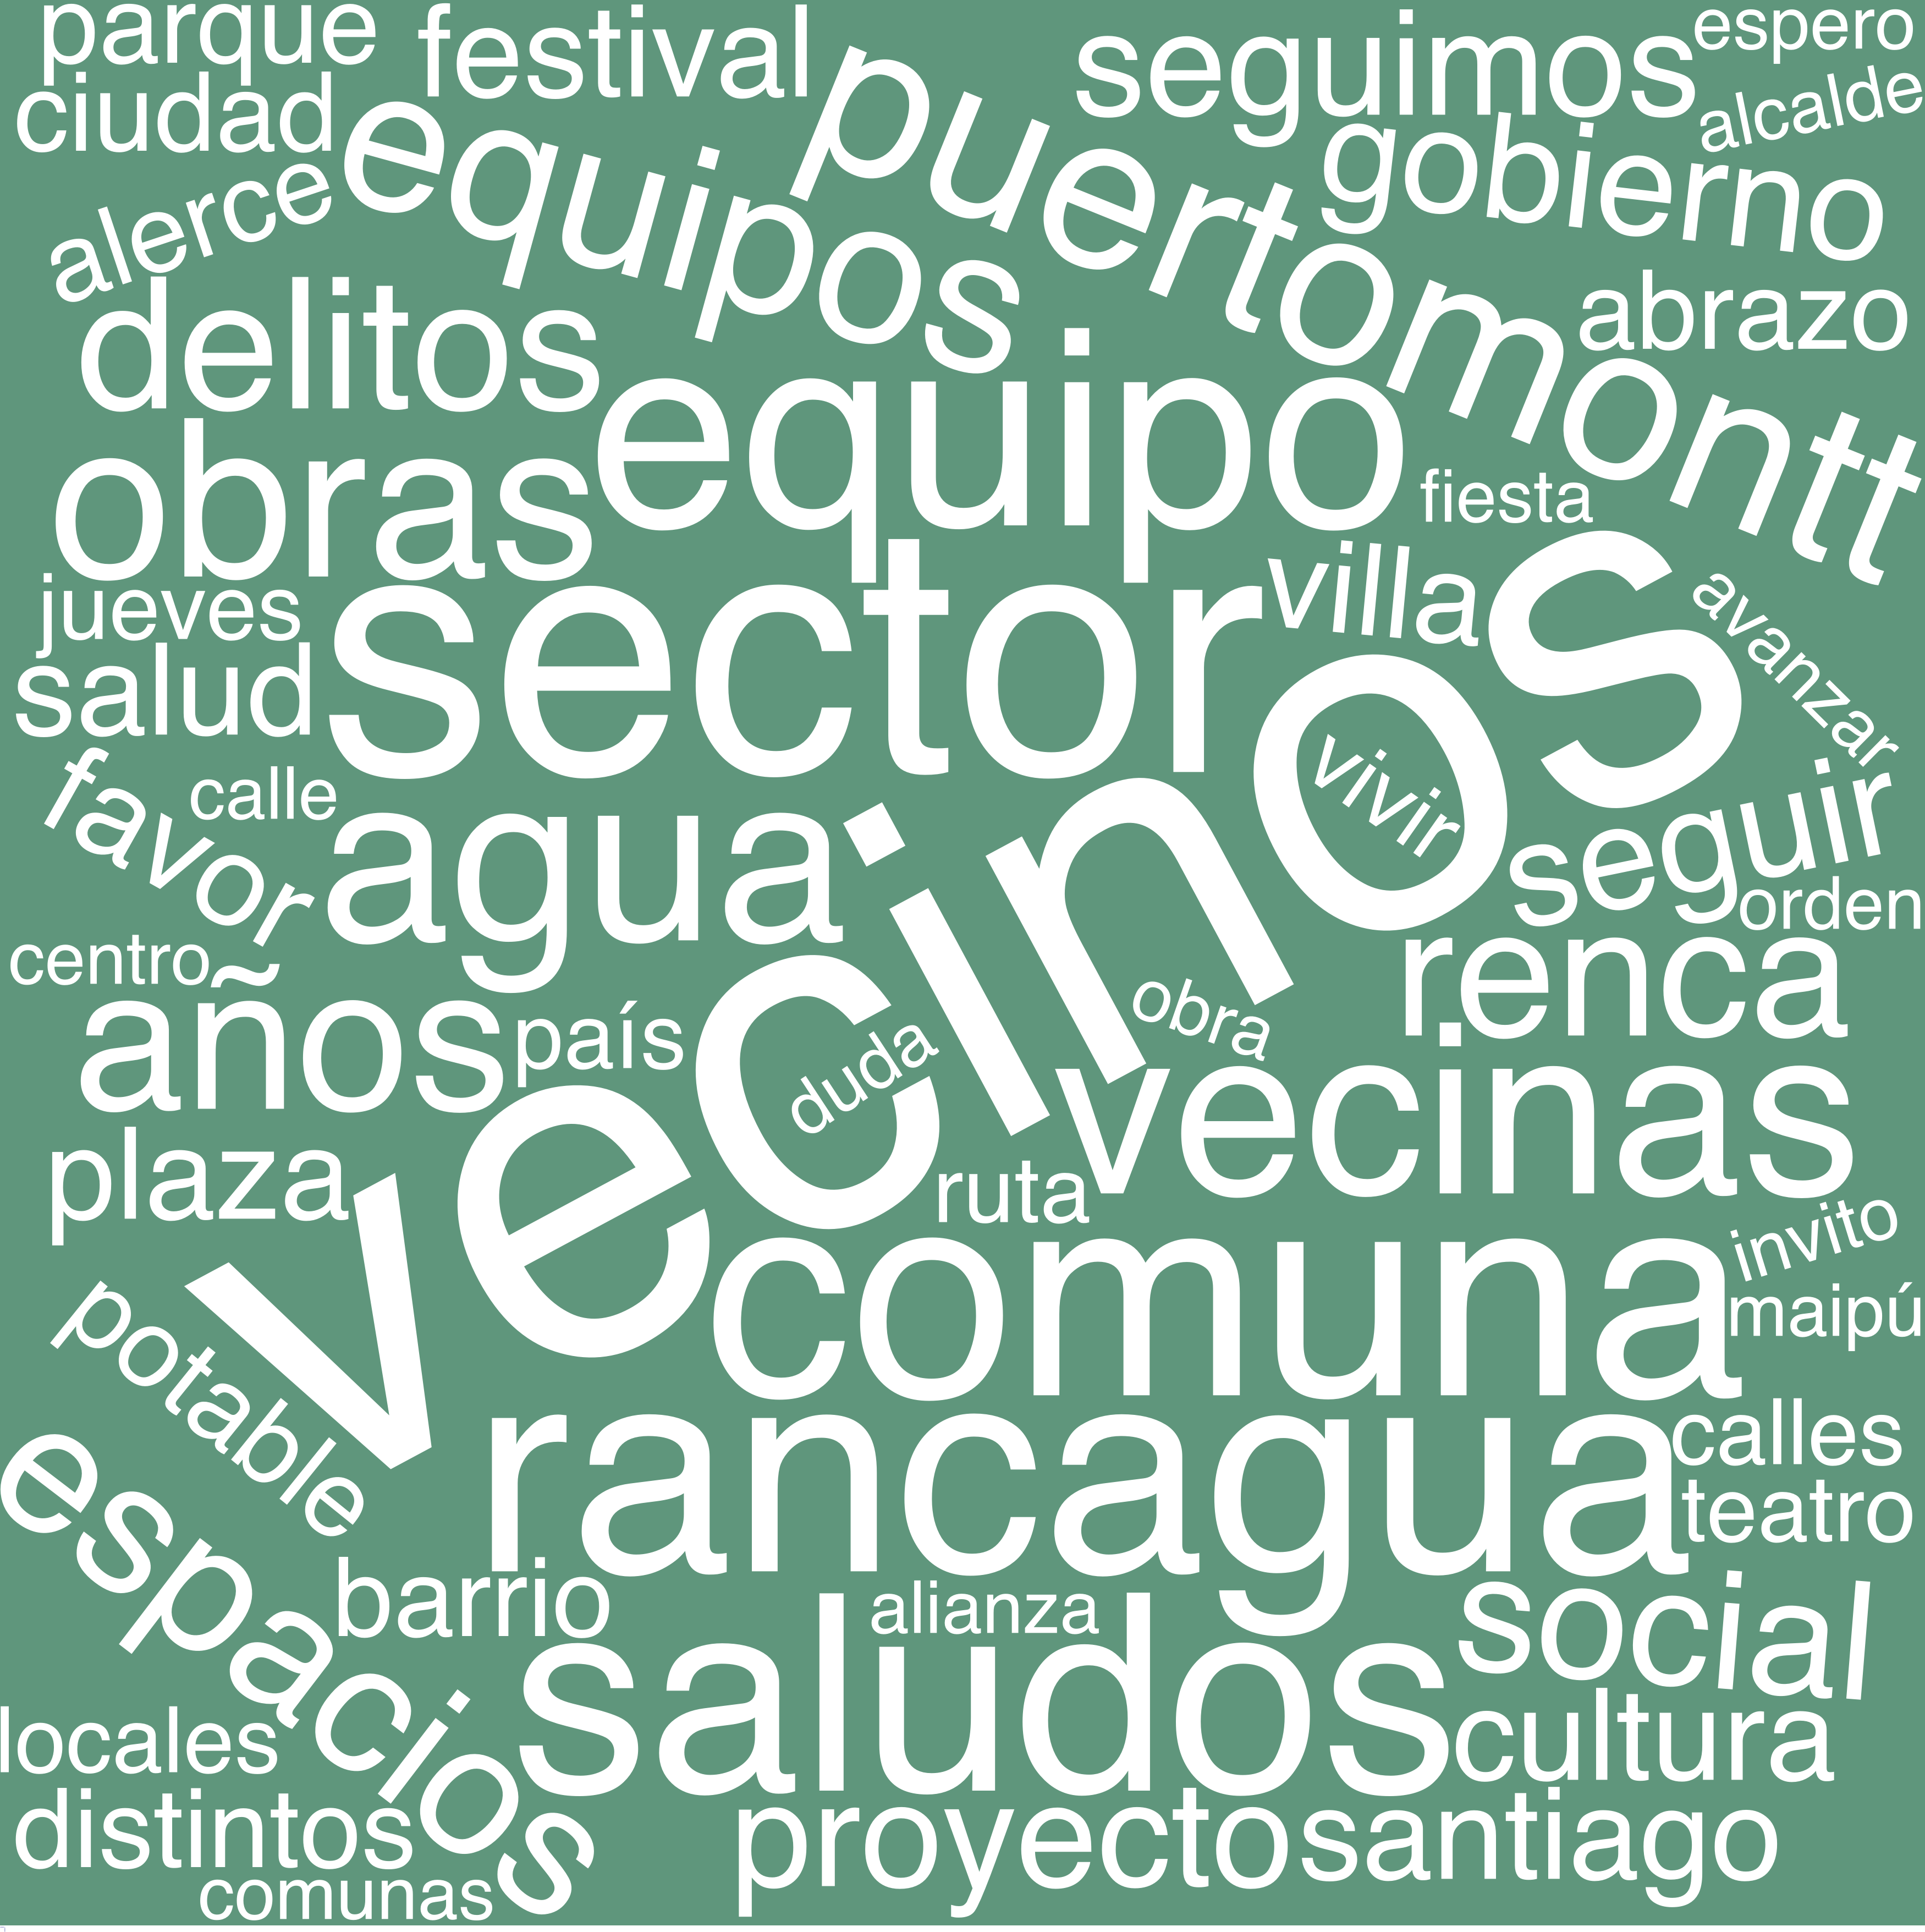 parque
festival
seguimos
espero
ciudad
alcalde
equipos
puertomontt
gobierno
alerce
delitos
abrazo
equipo
obras
fiesta
jueves
sector
villa
avanzar
salud
vecinos
vivir
favor
calle
agua
seguir
orden
centro
renca
años
país
obra
duda
vecinas
plaza
ruta
invito
comuna
maipú
potable
rancagua
calles
espacios
teatro
barrio
alianza
social
saludos
locales
cultura
distintos
proyecto
santiago
comunas